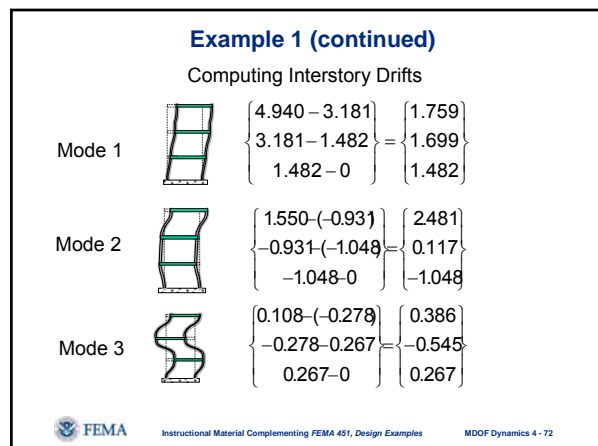 Example 1 (continued)
Computing Interstory Drifts
Mode 1
4.940 – 3.181 1.759
3.181 – 1.482 = 1.699
1.482 – 0 1.482
Mode 2
1.550–(–0.931) 2.481
–0.931–(–1.048) = 0.117
–1.048–0 –1.048
Mode 3
0.108–(–0.278) 0.386
–0.278–0.267 = –0.545
0.267–0 0.267
FEMA Instructional Material Complementing FEMA 451, Design Examples MDOF Dynamics 4 - 72